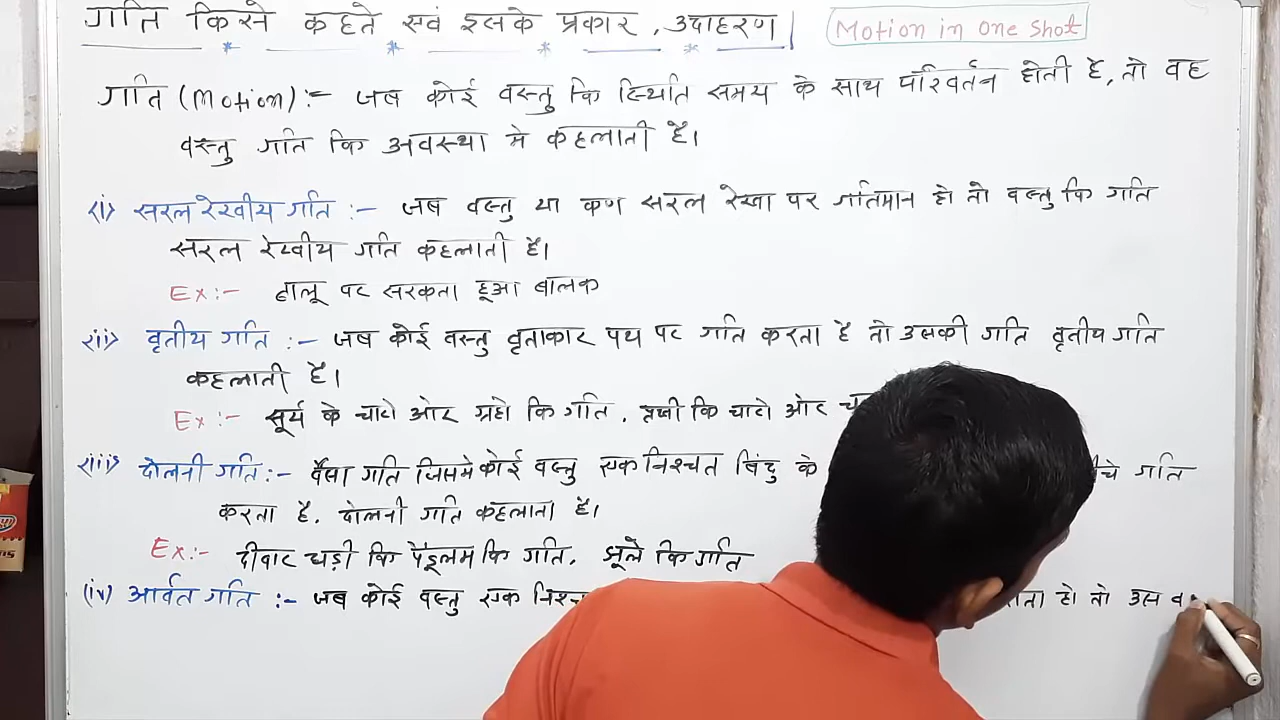 गति किसे कहते एवं इसके प्रकार, उदाहरण
Motion in One Shot
गति (Motion) :- जब कोई वस्तु कि स्थिति समय के साथ परिवर्तन होती है, तो वह
वस्तु गति कि अवस्था मे कहलाती है।
(i) सरल रेखीय गति :- जब वस्तु या कण सरल रेखा पर गतिमान हो तो वस्तु कि गति
सरल रेखीय गति कहलाती है।
Ex :- ढालू पर सरकता हूआ बालक
(ii) वृतीय गति :- जब कोई वस्तु वृताकार पथ पर गति करता है तो उसकी गति वृतीय गति
कहलाती है।
Ex :- सूर्य के चारो ओर ग्रहो कि गति, कि चारो ओर
(iii) दोलनी गति :- वैसा गति जिसमे कोई वस्तु एक निश्चत बिंदु के गति
करता है, दोलनी गति कहलाता है।
Ex :- दीवार घड़ी कि पेंडूलम कि गति, झूले कि गति
(iv) आर्वत गति :- जब कोई वस्तु एक हो तो उस